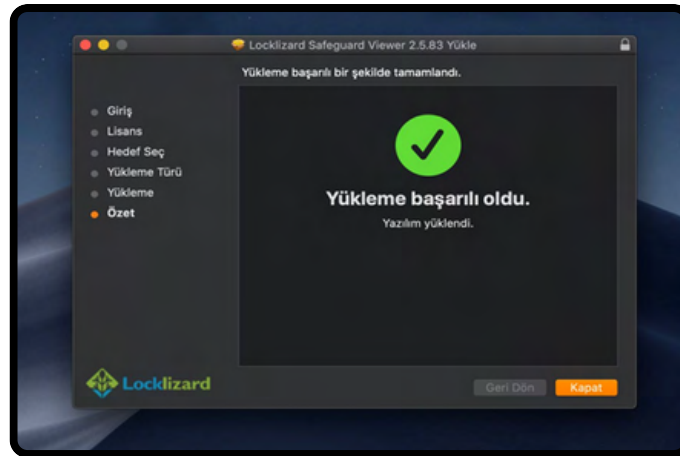 Locklizard Safeguard Viewer 2.5.83 Yükle
Yükleme başarılı bir şekilde tamamlandı.
Giriş
Lisans
Hedef Seç
Yükleme Türü
Yükleme
Özet
Yükleme başarılı oldu.
Yazılım yüklendi.
Locklizard
Geri Dön
Kapat